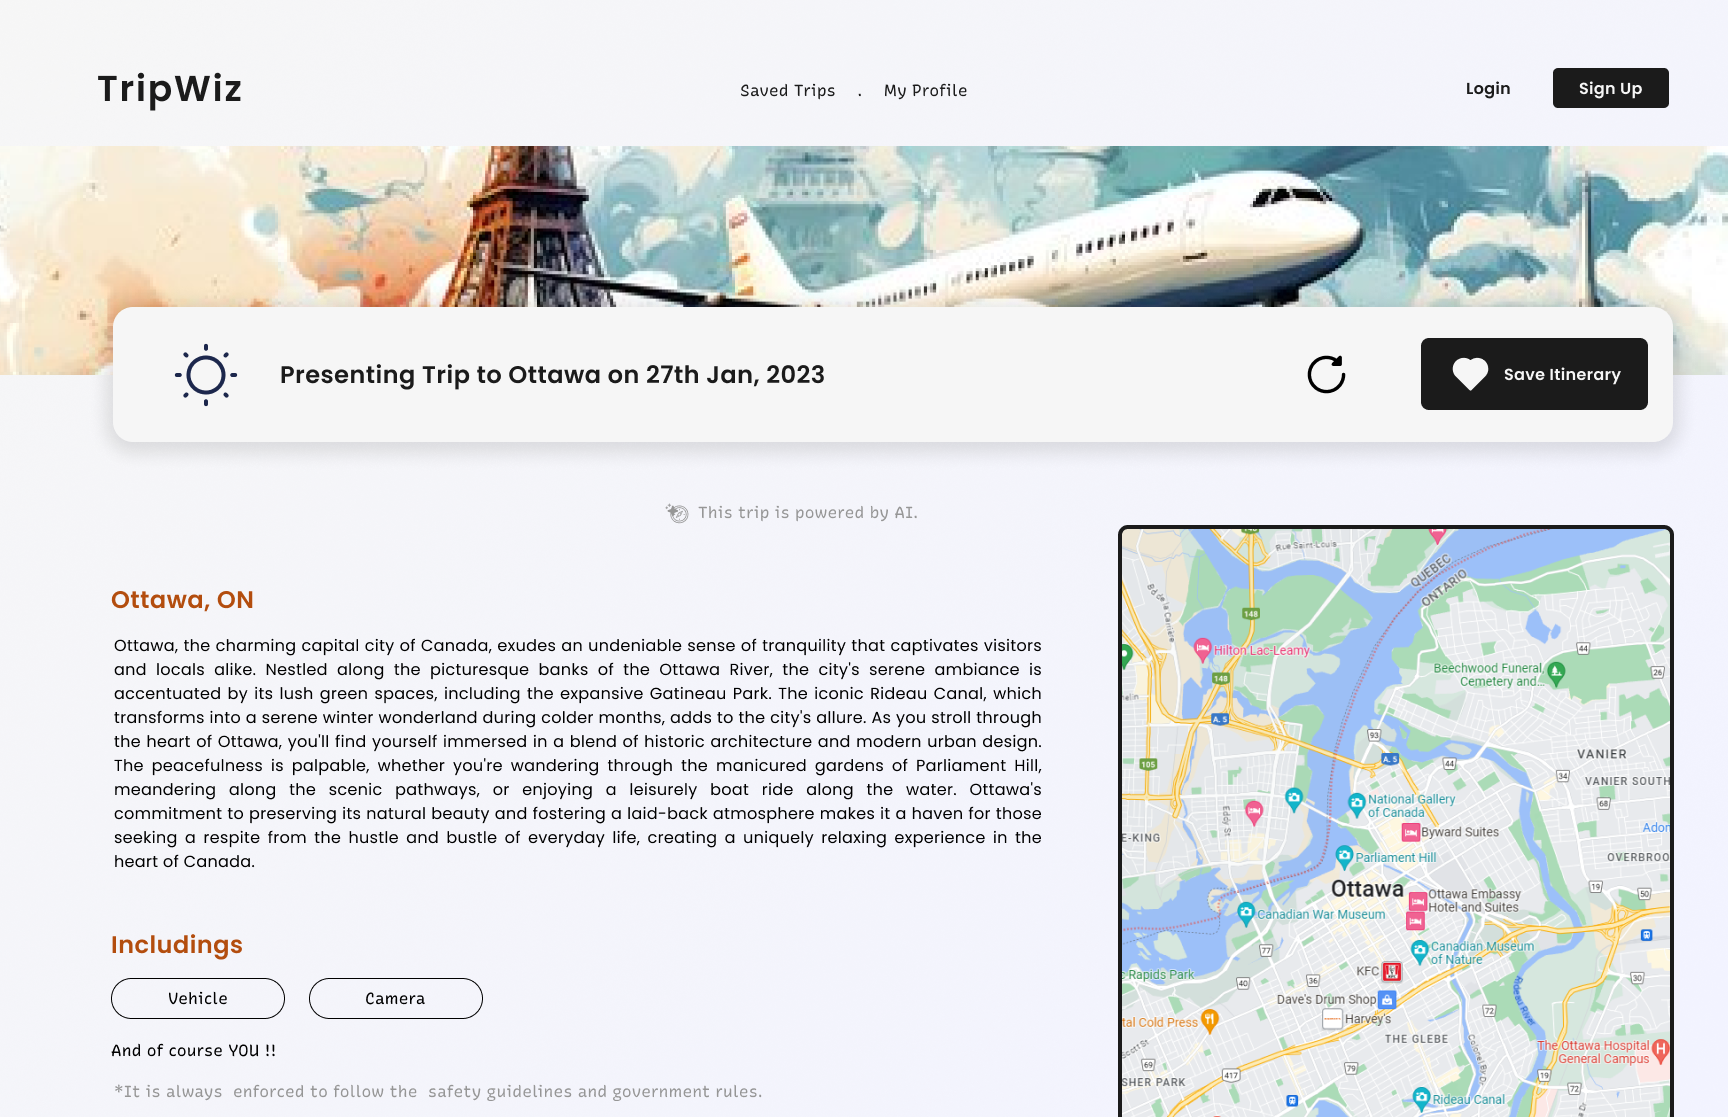 TripWiz
Saved Trips . My Profile
Login
Sign Up
Presenting Trip to Ottawa on 27th Jan, 2023
Save Itinerary
This trip is powered by AI.
Ottawa, ON
Ottawa, the charming capital city of Canada, exudes an undeniable sense of tranquility that captivates visitors
and locals alike. Nestled along the picturesque banks of the Ottawa River, the city's serene ambiance is
accentuated by its lush green spaces, including the expansive Gatineau Park. The iconic Rideau Canal, which
transforms into a serene winter wonderland during colder months, adds to the city's allure. As you stroll through
the heart of Ottawa, you'll find yourself immersed in a blend of historic architecture and modern urban design.
The peacefulness is palpable, whether you're wandering through the manicured gardens of Parliament Hill,
meandering along the scenic pathways, or enjoying a leisurely boat ride along the water. Ottawa's
commitment to preserving its natural beauty and fostering a laid-back atmosphere makes it a haven for those
seeking a respite from the hustle and bustle of everyday life, creating a uniquely relaxing experience in the
heart of Canada.
Includings
Vehicle
Camera
And of course YOU !!
*It is always enforced to follow the safety guidelines and government rules.
Rue Saint-Louis
QUEBEC
ONTARIO
148
Hilton Lac-Leamy
44
Beechwood Funeral,
Cemetery and...
26
148
A. 5
93
A. 5
44
VANIER
105
34
VANIER SOUTH
National Gallery
of Canada
68
Eddy St
Byward Suites
E-KING
Parliament Hill
OVERBROO
Ottawa
19
50
Ottawa Embassy
Hotel and Suites
Canadian War Museum
Canadian Museum
of Nature
77
c Rapids Park
KFC
40
36
30
Dave's Drum Shop
Rideau River
tal Cold Press
Harvey's
72
THE GLEBE
The Ottawa Hospital
General Campus
69
SHER PARK
417
79
19
72
Colonel By Dr
Rideau Canal